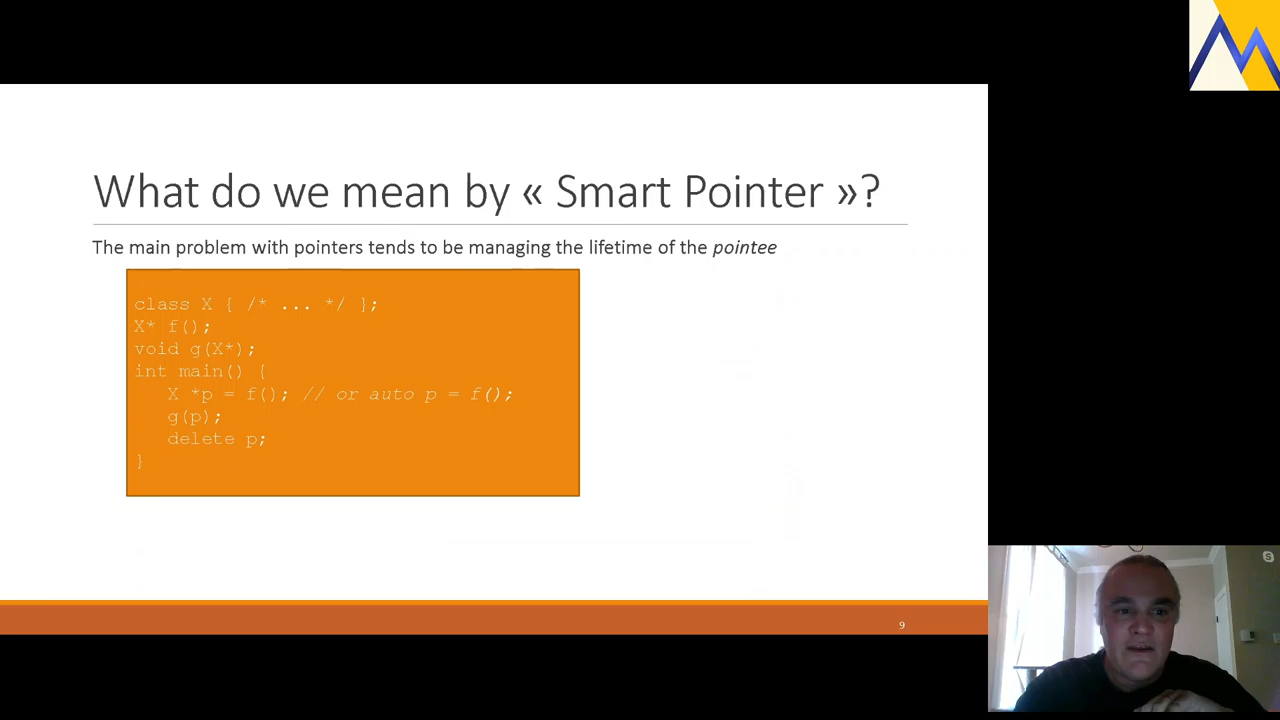 What do we mean by « Smart Pointer »?
The main problem with pointers tends to be managing the lifetime of the pointee
class X { /* ... */ };
X* f();
void g(X*);
int main() {
   X *p = f(); // or auto p = f();
   g(p);
   delete p;
}
9